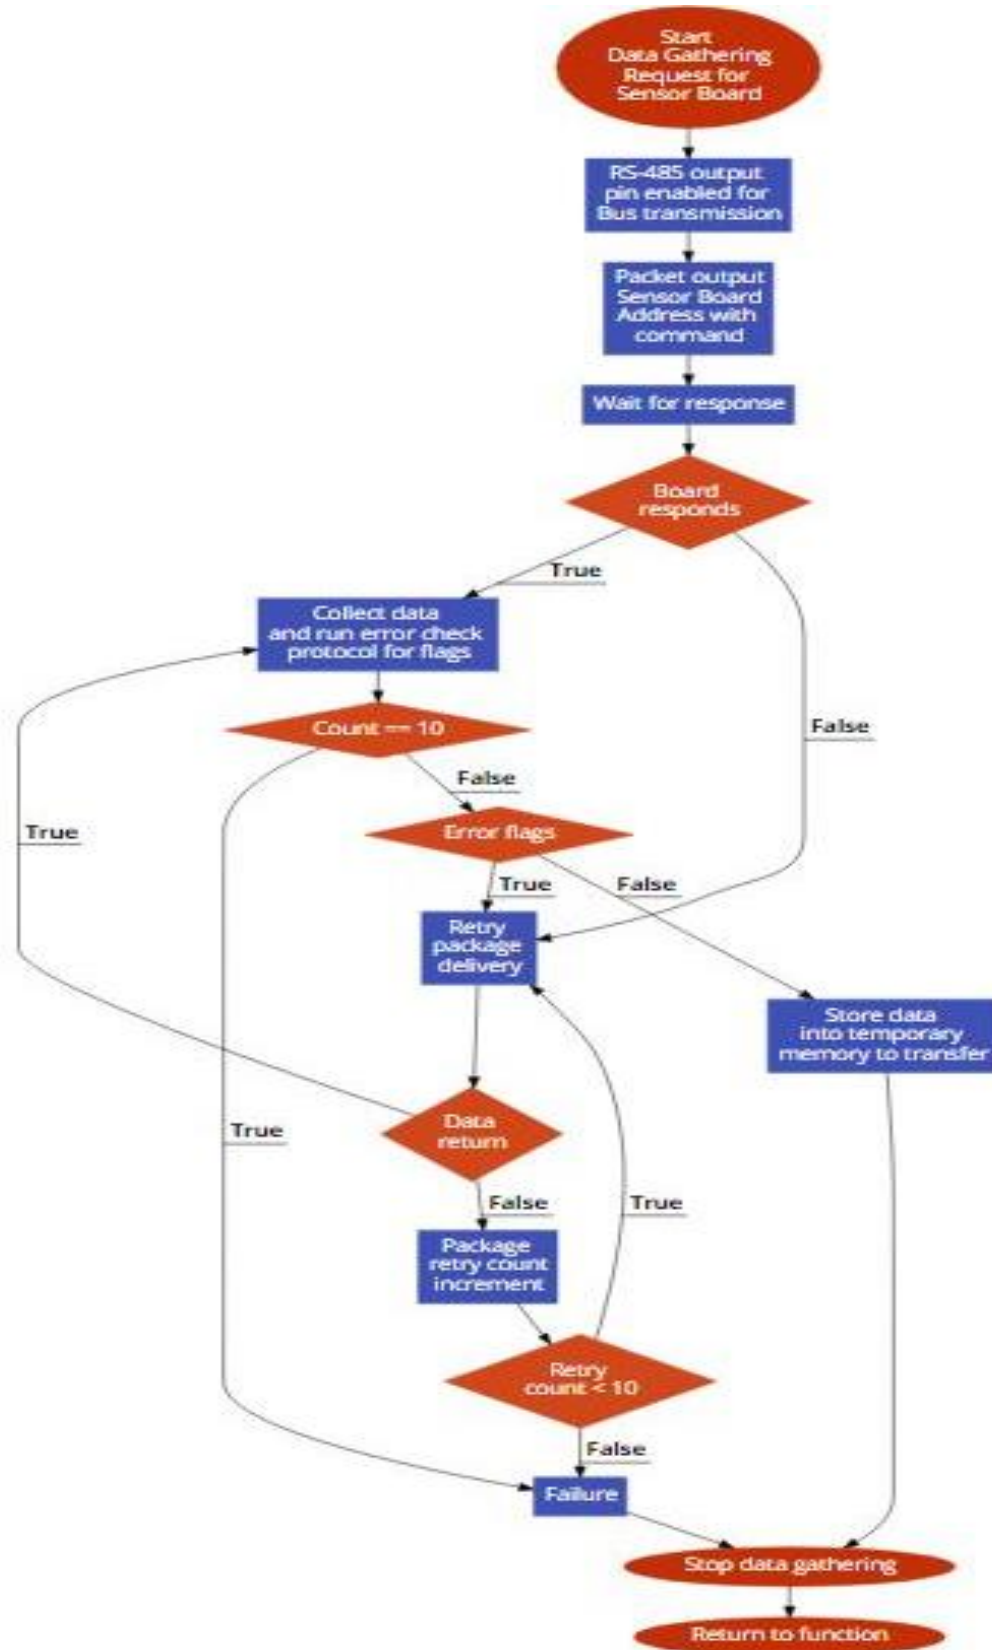 Start
Data Gathering
Request for
Sensor Board
RS-485 output
pin enabled for
Bus transmission
Packet output
Sensor Board
Address with
command
Wait for response
Board
responds
True
Collect data
and run error check
protocol for flags
False
Count == 10
False
True
Error flags
True
False
Retry
package
delivery
Store data
into temporary
memory to transfer
Data
return
True
False
True
Package
retry count
increment
Retry
count < 10
False
Failure
Stop data gathering
Return to function